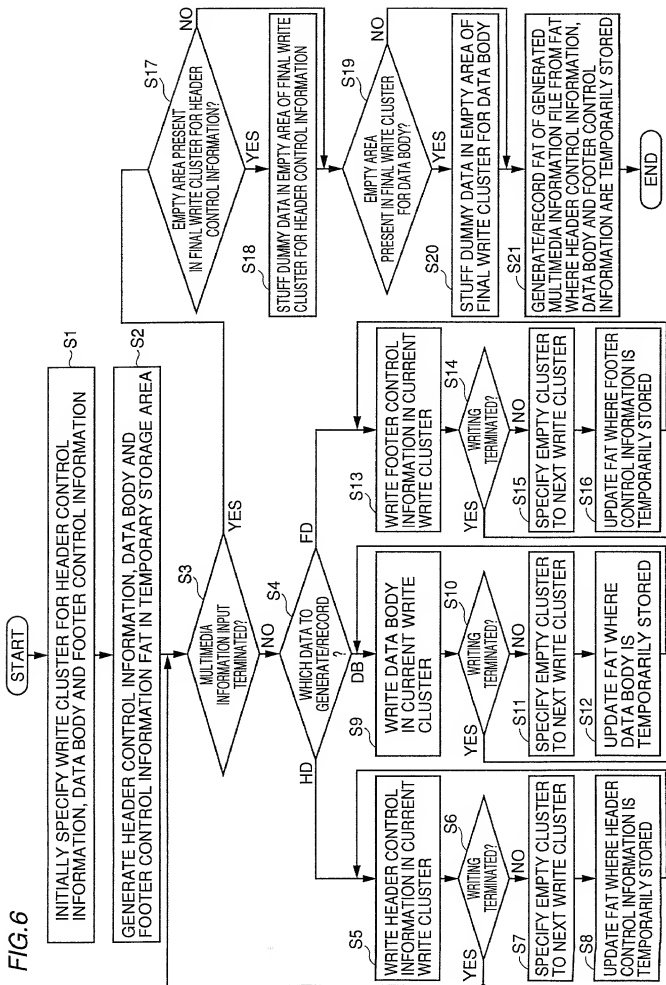 FIG.6
START
INITIALLY SPECIFY WRITE CLUSTER FOR HEADER CONTROL
INFORMATION, DATA BODY AND FOOTER CONTROL INFORMATION
S1
GENERATE HEADER CONTROL INFORMATION, DATA BODY AND
FOOTER CONTROL INFORMATION FAT IN TEMPORARY STORAGE AREA
S2
MULTIMEDIA
INFORMATION INPUT
TERMINATED?
S3
YES
NO
WHICH DATA TO
GENERATE/RECORD
?
S4
HD
DB
FD
WRITE HEADER CONTROL
INFORMATION IN CURRENT
WRITE CLUSTER
S5
WRITING
TERMINATED?
S6
YES
NO
SPECIFY EMPTY CLUSTER
TO NEXT WRITE CLUSTER
S7
UPDATE FAT WHERE HEADER
CONTROL INFORMATION IS
TEMPORARILY STORED
S8
WRITE DATA BODY
IN CURRENT WRITE
CLUSTER
S9
WRITING
TERMINATED?
S10
YES
NO
SPECIFY EMPTY CLUSTER
TO NEXT WRITE CLUSTER
S11
UPDATE FAT WHERE
DATA BODY IS
TEMPORARILY STORED
S12
WRITE FOOTER CONTROL
INFORMATION IN CURRENT
WRITE CLUSTER
S13
WRITING
TERMINATED?
S14
YES
NO
SPECIFY EMPTY CLUSTER
TO NEXT WRITE CLUSTER
S15
UPDATE FAT WHERE FOOTER
CONTROL INFORMATION IS
TEMPORARILY STORED
S16
EMPTY AREA PRESENT
IN FINAL WRITE CLUSTER FOR HEADER
CONTROL INFORMATION?
S17
NO
YES
STUFF DUMMY DATA IN EMPTY AREA OF FINAL WRITE
CLUSTER FOR HEADER CONTROL INFORMATION
S18
EMPTY AREA
PRESENT IN FINAL WRITE CLUSTER
FOR DATA BODY?
S19
NO
YES
STUFF DUMMY DATA IN EMPTY AREA OF
FINAL WRITE CLUSTER FOR DATA BODY
S20
GENERATE/RECORD FAT OF GENERATED
MULTIMEDIA INFORMATION FILE FROM FAT
WHERE HEADER CONTROL INFORMATION,
DATA BODY AND FOOTER CONTROL
INFORMATION ARE TEMPORARILY STORED
S21
END